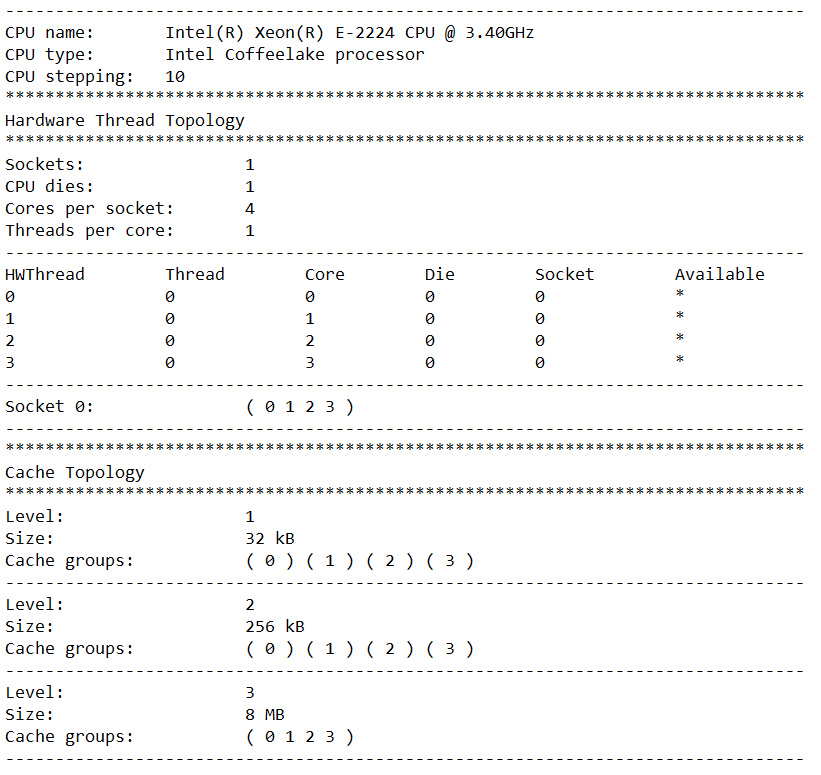 --------------------------------------------------------------------------------
CPU name:       Intel(R) Xeon(R) E-2224 CPU @ 3.40GHz
CPU type:       Intel Coffeelake processor
CPU stepping:   10
********************************************************************************
Hardware Thread Topology
********************************************************************************
Sockets:                1
CPU dies:               1
Cores per socket:       4
Threads per core:       1
--------------------------------------------------------------------------------
HWThread        Thread        Core        Die        Socket        Available
0               0             0           0          0             *
1               0             1           0          0             *
2               0             2           0          0             *
3               0             3           0          0             *
--------------------------------------------------------------------------------
Socket 0:               ( 0 1 2 3 )
--------------------------------------------------------------------------------
********************************************************************************
Cache Topology
********************************************************************************
Level:                  1
Size:                   32 kB
Cache groups:           ( 0 ) ( 1 ) ( 2 ) ( 3 )
--------------------------------------------------------------------------------
Level:                  2
Size:                   256 kB
Cache groups:           ( 0 ) ( 1 ) ( 2 ) ( 3 )
--------------------------------------------------------------------------------
Level:                  3
Size:                   8 MB
Cache groups:           ( 0 1 2 3 )
--------------------------------------------------------------------------------